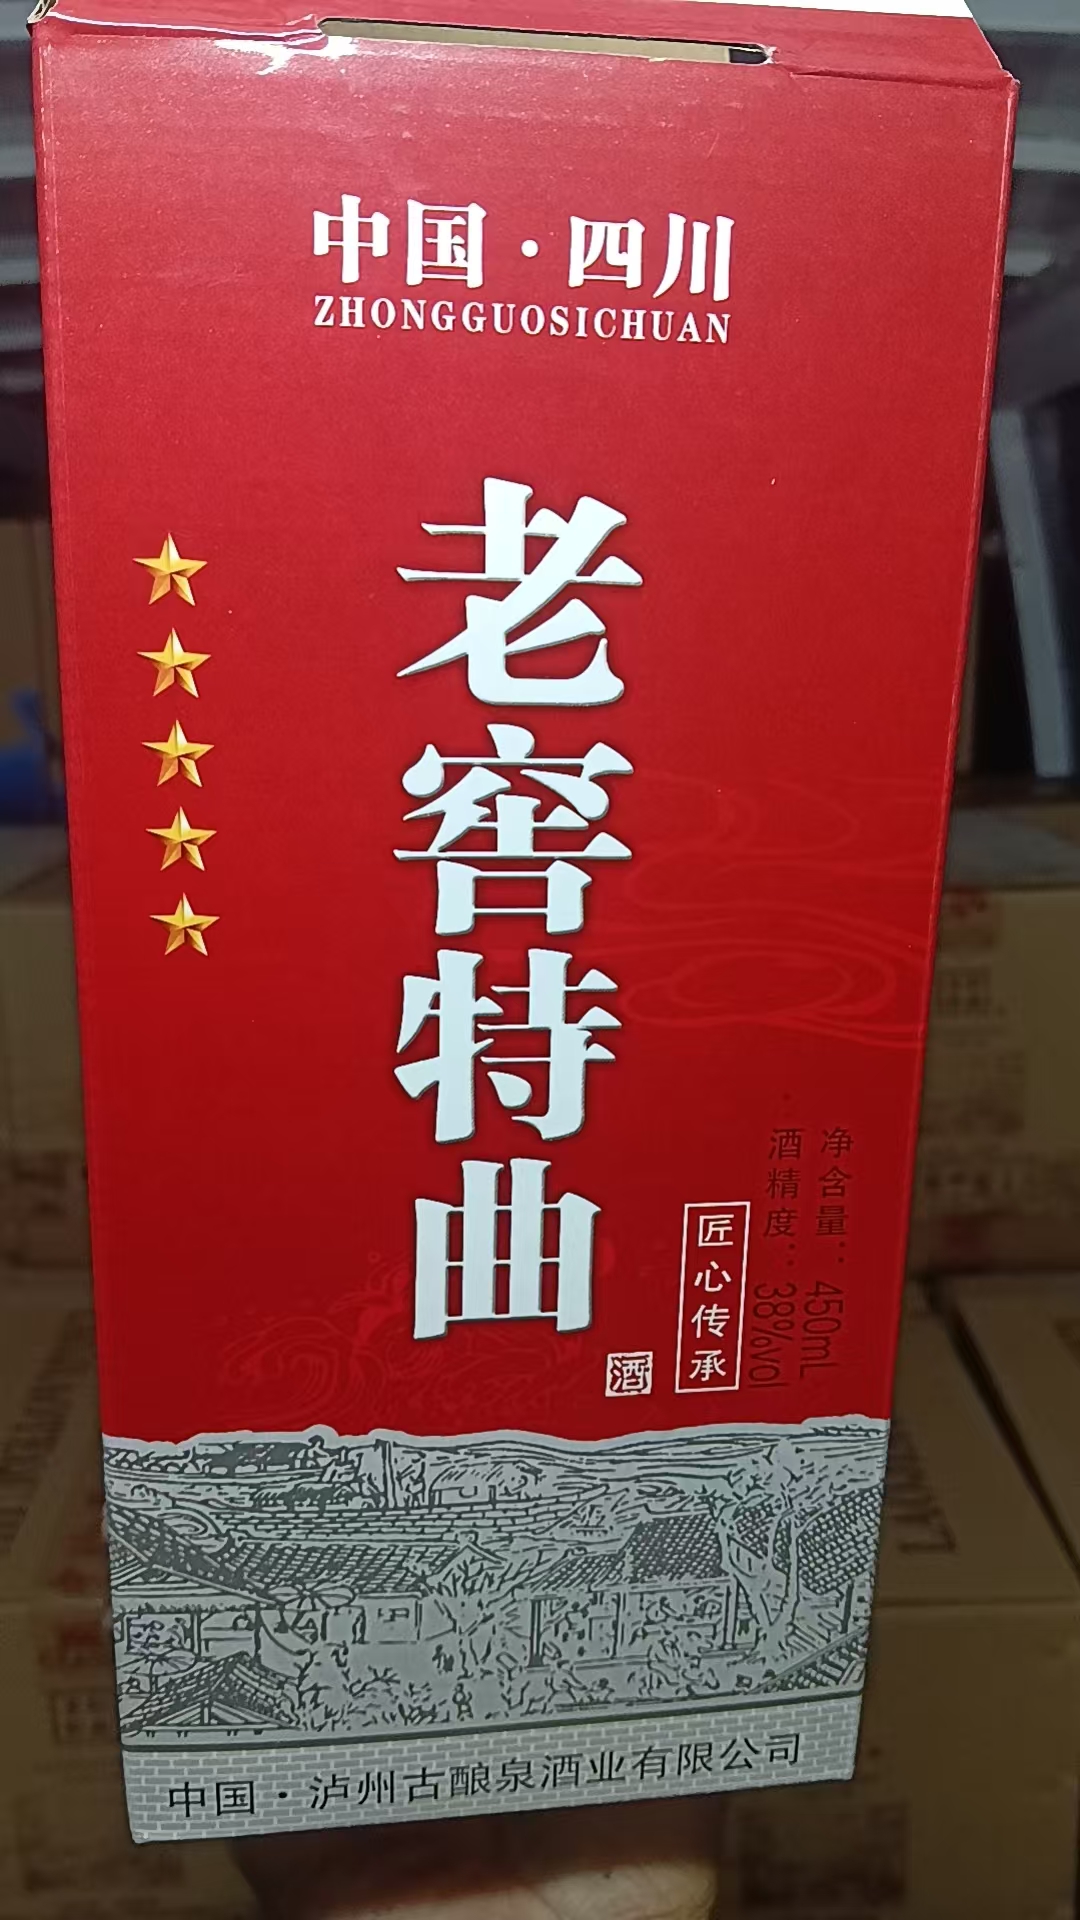 中国·四川
ZHONGGUOSICHUAN
老窖特曲
酒
匠心传承
净含量：450mL
酒精度：38%vol
中国·泸州古酿泉酒业有限公司